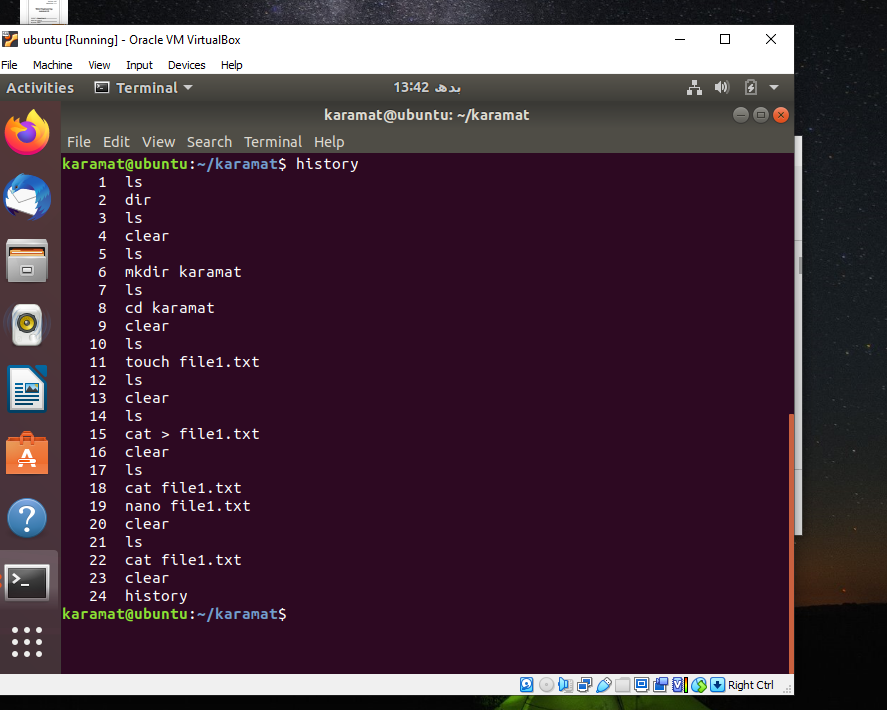 ubuntu [Running] - Oracle VM VirtualBox
File Machine View Input Devices Help
Activities Terminal 13:42 بدھ
karamat@ubuntu: ~/karamat
File Edit View Search Terminal Help
karamat@ubuntu:~/karamat$ history
1 ls
2 dir
3 ls
4 clear
5 ls
6 mkdir karamat
7 ls
8 cd karamat
9 clear
10 ls
11 touch file1.txt
12 ls
13 clear
14 ls
15 cat > file1.txt
16 clear
17 ls
18 cat file1.txt
19 nano file1.txt
20 clear
21 ls
22 cat file1.txt
23 clear
24 history
karamat@ubuntu:~/karamat$
Right Ctrl